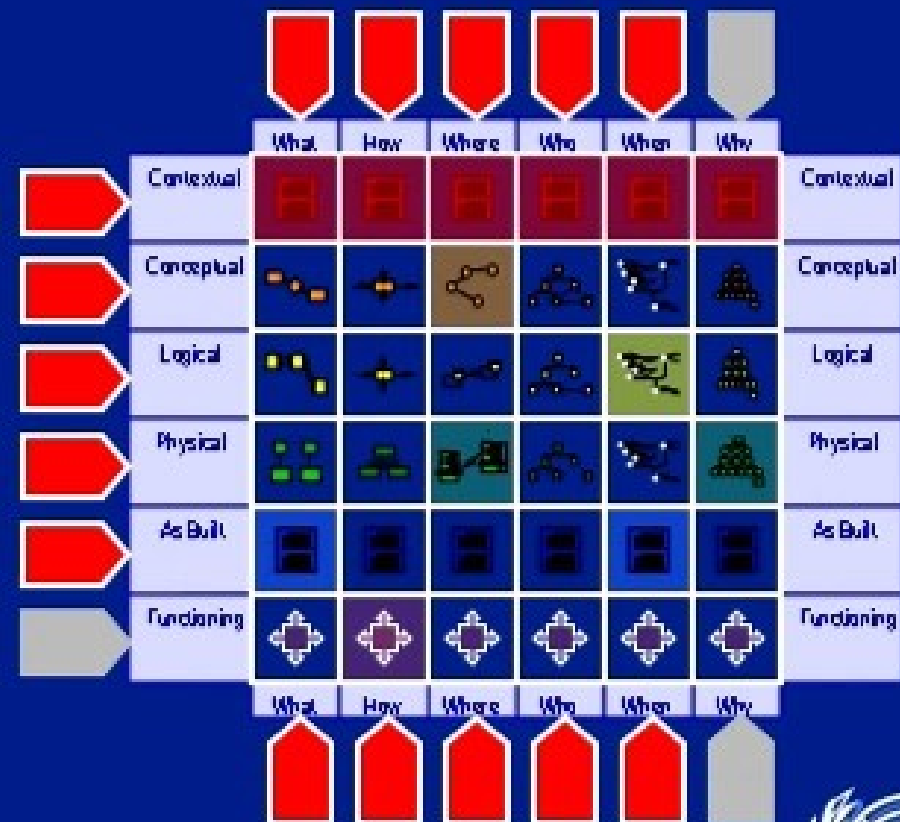 What How Where Who When Why
Contextual Contextual
Conceptual Conceptual
Logical Logical
Physical Physical
As Built As Built
Functioning Functioning
What How Where Who When Why